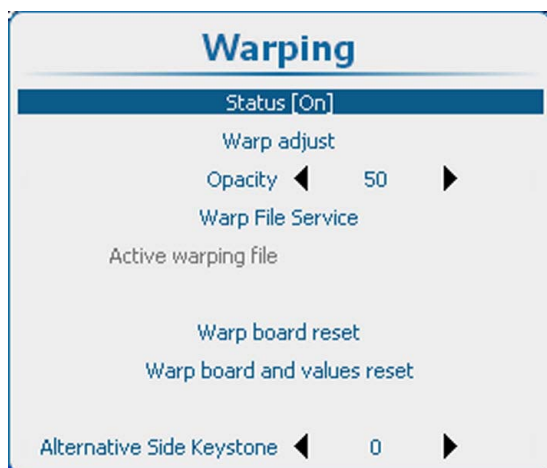 Warping
Status [On]
Warp adjust
Opacity 50
Warp File Service
Active warping file
Warp board reset
Warp board and values reset
Alternative Side Keystone 0